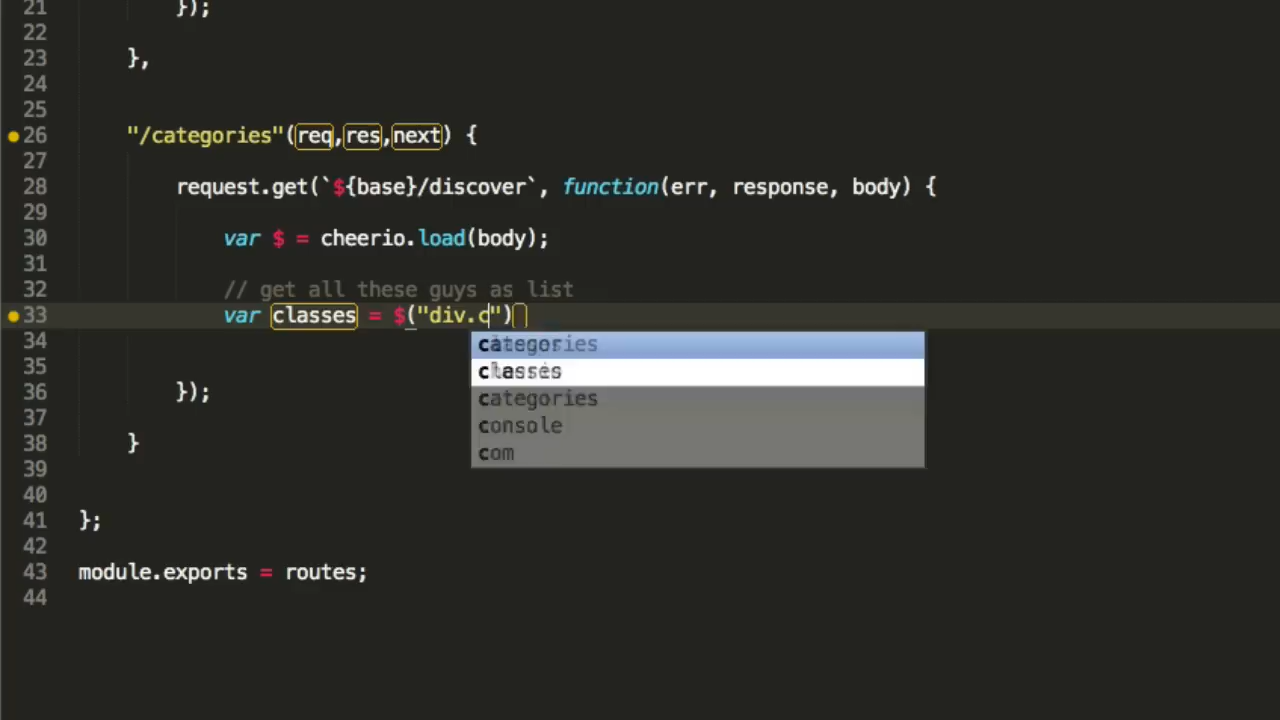 21 });
22
23 },
24
25
26 "/categories"(req,res,next) {
27
28 request.get(`${base}/discover`, function(err, response, body) {
29
30 var $ = cheerio.load(body);
31
32 // get all these guys as list
33 var classes = $("div.c")
categories
34
classes
35
36 });
categories
37
console
38 }
com
39
40
41 };
42
43 module.exports = routes;
44